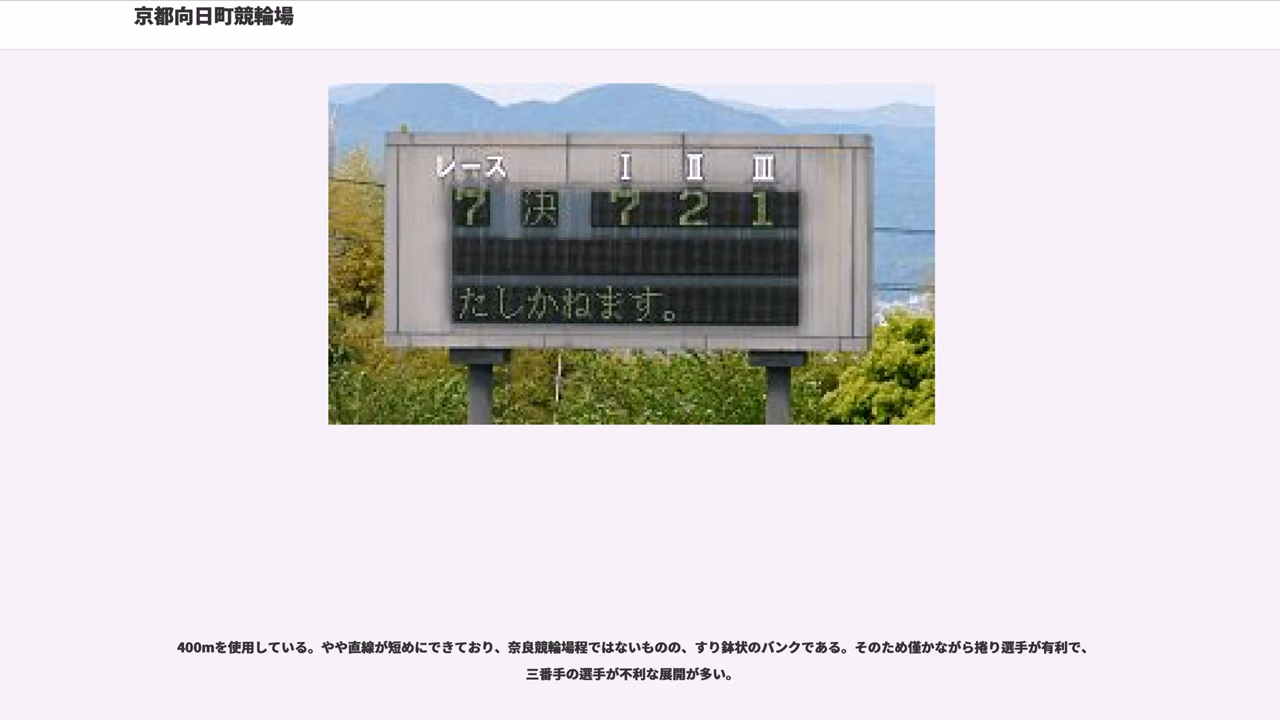 京都向日町競輪場
レース Ⅰ Ⅱ Ⅲ
7 決 7 2 1
たしかねます。
400mを使用している。やや直線が短めにできており、奈良競輪場程ではないものの、すり鉢状のバンクである。そのため僅かながら捲り選手が有利で、
三番手の選手が不利な展開が多い。